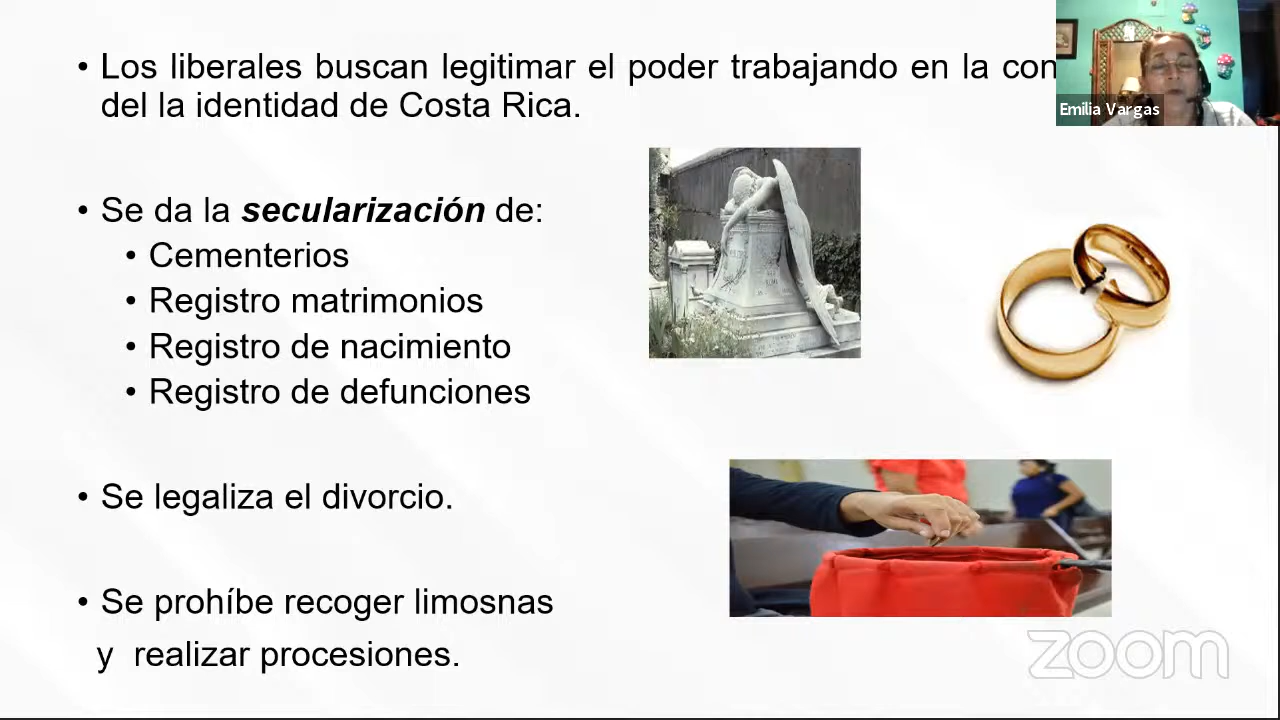 • Los liberales buscan legitimar el poder trabajando en la con
del la identidad de Costa Rica.
Emilia Vargas
• Se da la secularización de:
• Cementerios
• Registro matrimonios
• Registro de nacimiento
• Registro de defunciones
• Se legaliza el divorcio.
• Se prohíbe recoger limosnas
y realizar procesiones.
zoom